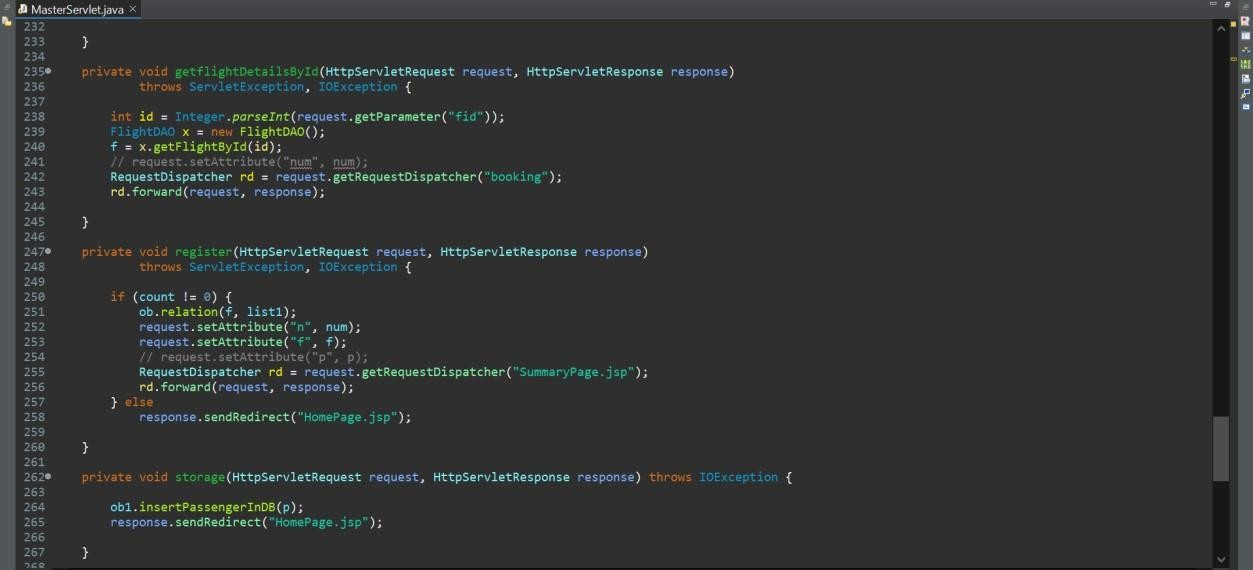 MasterServlet.java
232
233 }
234
235 private void getflightDetailsById(HttpServletRequest request, HttpServletResponse response)
236 throws ServletException, IOException {
237
238 int id = Integer.parseInt(request.getParameter("fid"));
239 FlightDAO x = new FlightDAO();
240 f = x.getFlightById(id);
241 // request.setAttribute("num", num);
242 RequestDispatcher rd = request.getRequestDispatcher("booking");
243 rd.forward(request, response);
244
245 }
246
247 private void register(HttpServletRequest request, HttpServletResponse response)
248 throws ServletException, IOException {
249
250 if (count != 0) {
251 ob.relation(f, list1);
252 request.setAttribute("n", num);
253 request.setAttribute("f", f);
254 // request.setAttribute("p", p);
255 RequestDispatcher rd = request.getRequestDispatcher("SummaryPage.jsp");
256 rd.forward(request, response);
257 } else
258 response.sendRedirect("HomePage.jsp");
259
260 }
261
262 private void storage(HttpServletRequest request, HttpServletResponse response) throws IOException {
263
264 ob1.insertPassengerInDB(p);
265 response.sendRedirect("HomePage.jsp");
266
267 }
268